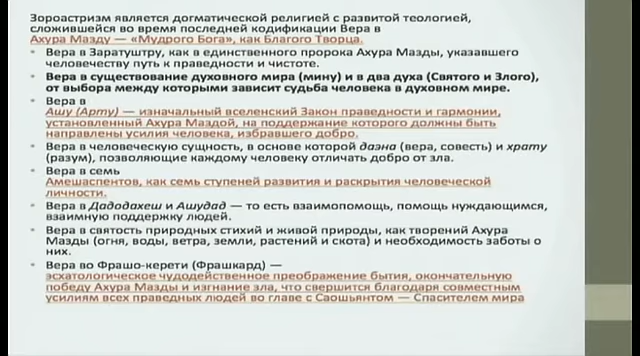 Зороастризм является догматической религией с развитой теологией,
сложившейся во время последней кодификации Вера в
Ахура Мазду — «Мудрого Бога», как Благого Творца.
• Вера в Заратуштру, как в единственного пророка Ахура Мазды, указавшего
человечеству путь к праведности и чистоте.
• Вера в существование духовного мира (мину) и в два духа (Святого и Злого),
от выбора между которыми зависит судьба человека в духовном мире.
• Вера в
Ашу (Арту) — изначальный вселенский Закон праведности и гармонии,
установленный Ахура Маздой, на поддержание которого должны быть
направлены усилия человека, избравшего добро.
• Вера в человеческую сущность, в основе которой даэна (вера, совесть) и храту
(разум), позволяющие каждому человеку отличать добро от зла.
• Вера в семь
Амешаспентов, как семь ступеней развития и раскрытия человеческой
личности.
• Вера в Дадодахеш и Ашудад — то есть взаимопомощь, помощь нуждающимся,
взаимную поддержку людей.
• Вера в святость природных стихий и живой природы, как творений Ахура
Мазды (огня, воды, ветра, земли, растений и скота) и необходимость заботы о
них.
• Вера во Фрашо-керети (Фрашкард) —
эсхатологическое чудодейственное преображение бытия, окончательную
победу Ахура Мазды и изгнание зла, что свершится благодаря совместным
усилиям всех праведных людей во главе с Саошьянтом — Спасителем мира